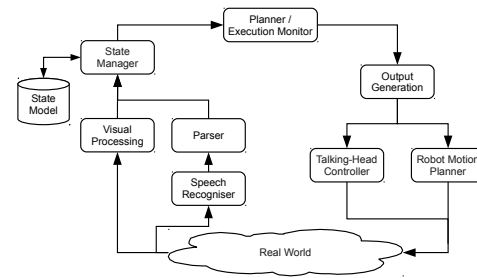 Planner /
Execution Monitor
State
Manager
Output
Generation
State
Model
Visual
Processing
Parser
Talking-Head
Controller
Robot Motion
Planner
Speech
Recogniser
Real World